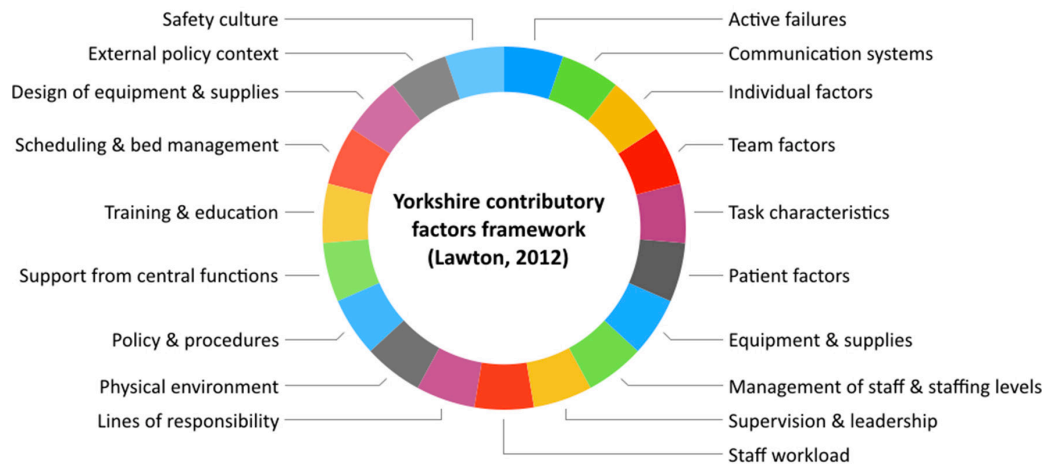 Safety culture
External policy context
Design of equipment & supplies
Scheduling & bed management
Training & education
Support from central functions
Policy & procedures
Physical environment
Lines of responsibility
Yorkshire contributory
factors framework
(Lawton, 2012)
Active failures
Communication systems
Individual factors
Team factors
Task characteristics
Patient factors
Equipment & supplies
Management of staff & staffing levels
Supervision & leadership
Staff workload